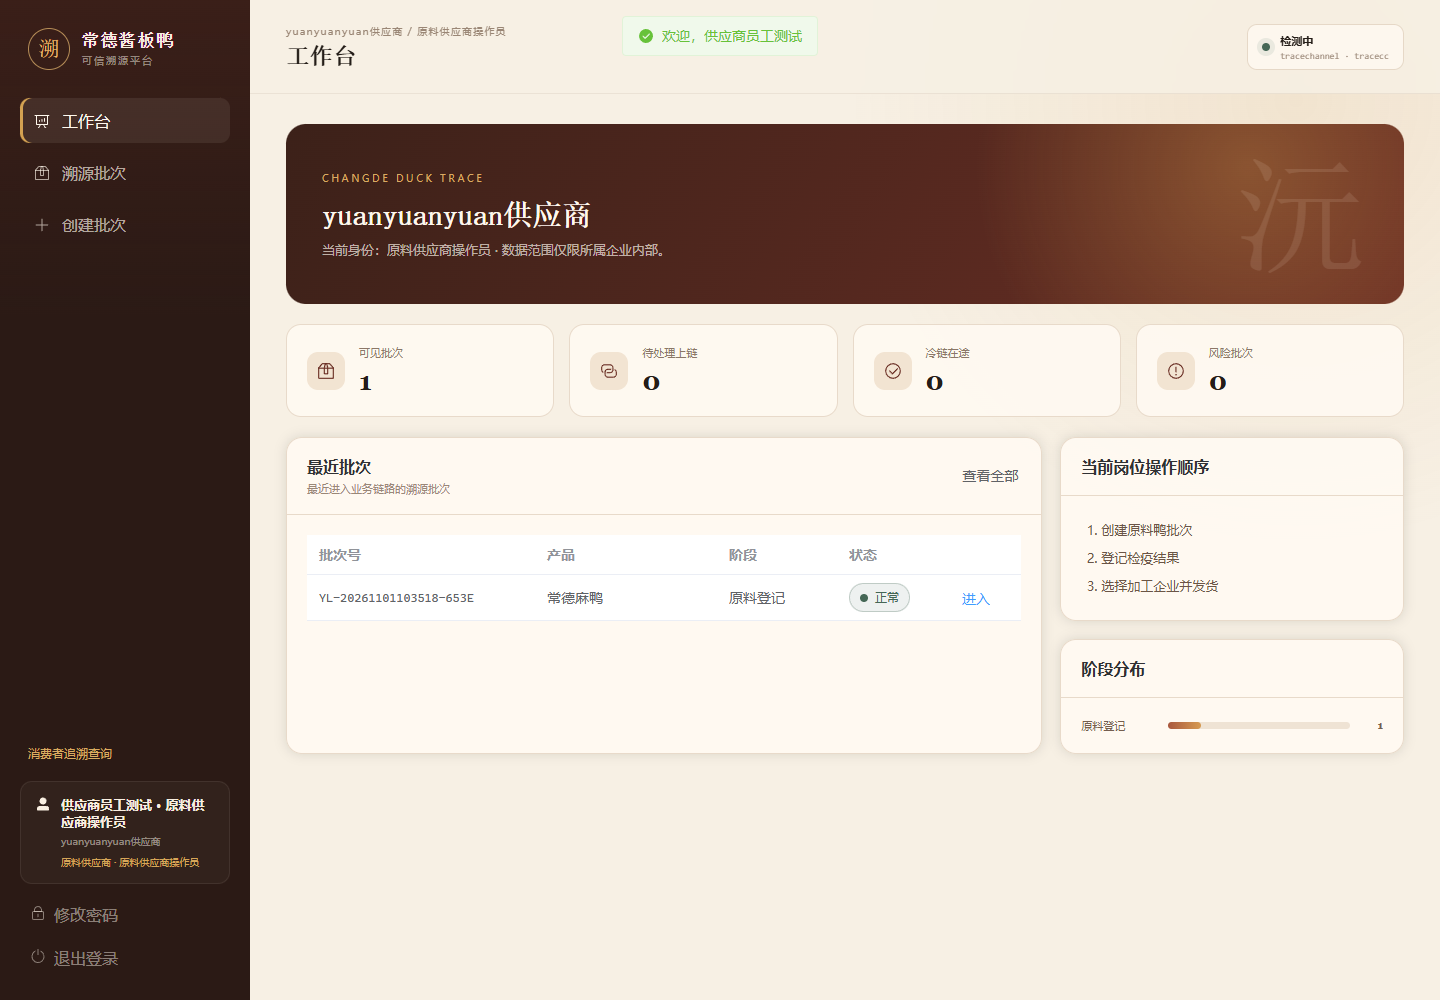 溯
常德酱板鸭
可信溯源平台
工作台
溯源批次
创建批次
消费者追溯查询
供应商员工测试 • 原料供
应商操作员
yuanyuanyuan供应商
原料供应商 · 原料供应商操作员
修改密码
退出登录
yuanyuanyuan供应商 / 原料供应商操作员
工作台
欢迎，供应商员工测试
检测中
tracechannel · tracecc
CHANGDE DUCK TRACE
yuanyuanyuan供应商
当前身份：原料供应商操作员 · 数据范围仅限所属企业内部。
沅
可见批次
1
待处理上链
0
冷链在途
0
风险批次
0
最近批次
最近进入业务链路的溯源批次
查看全部
批次号 产品 阶段 状态
YL-20261101103518-653E 常德麻鸭 原料登记 正常 进入
当前岗位操作顺序
1. 创建原料鸭批次
2. 登记检疫结果
3. 选择加工企业并发货
阶段分布
原料登记 1